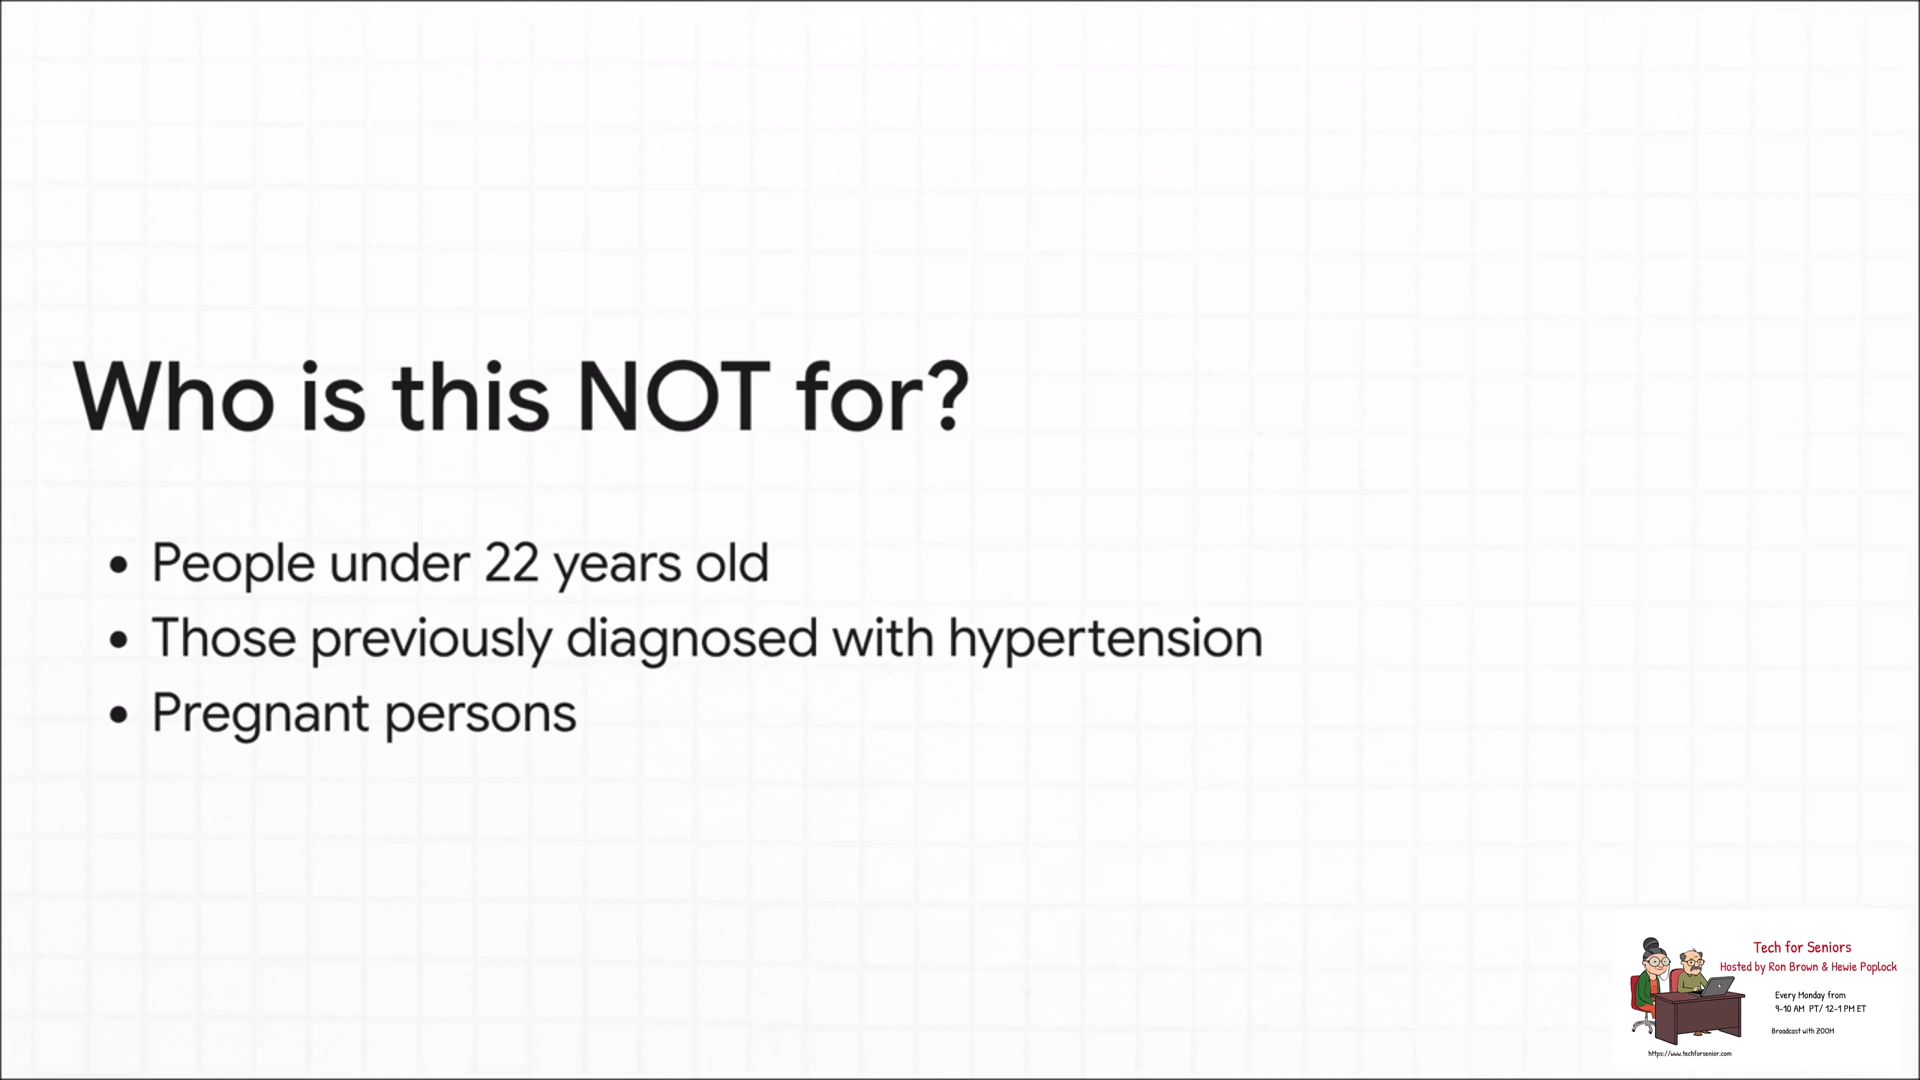 Who is this NOT for?
• People under 22 years old
• Those previously diagnosed with hypertension
• Pregnant persons
Tech for Seniors
Hosted by Ron Brown & Hewie Poplock
Every Monday from
9-10 AM PT/ 12-1 PM ET
Broadcast with ZOOM
https://www.techforsenior.com